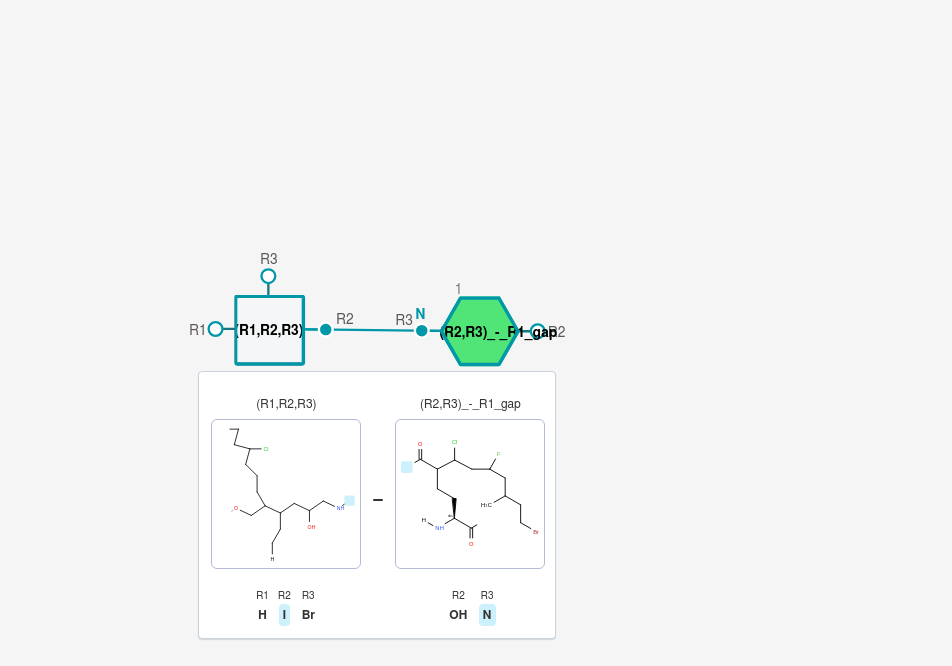 R3
1
N
R1
(R1,R2,R3)
R2
R3
(R2,R3)_-_R1_gap
R2
(R1,R2,R3)
(R2,R3)_-_R1_gap
Cl
O
NH
OH
H
O
Cl
F
H₃C
H
NH
O
Br
R1 R2 R3
H I Br
R2 R3
OH N